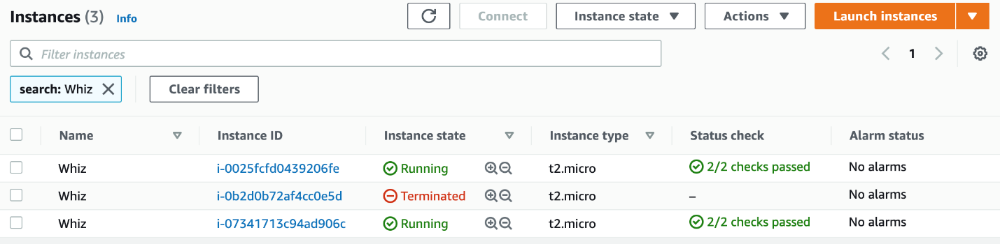 Instances (3) Info Connect Instance state Actions Launch instances
Filter instances 1
search: Whiz Clear filters
Name Instance ID Instance state Instance type Status check Alarm status
Whiz i-0025fcfd0439206fe Running t2.micro 2/2 checks passed No alarms
Whiz i-0b2d0b72af4cc0e5d Terminated t2.micro – No alarms
Whiz i-07341713c94ad906c Running t2.micro 2/2 checks passed No alarms